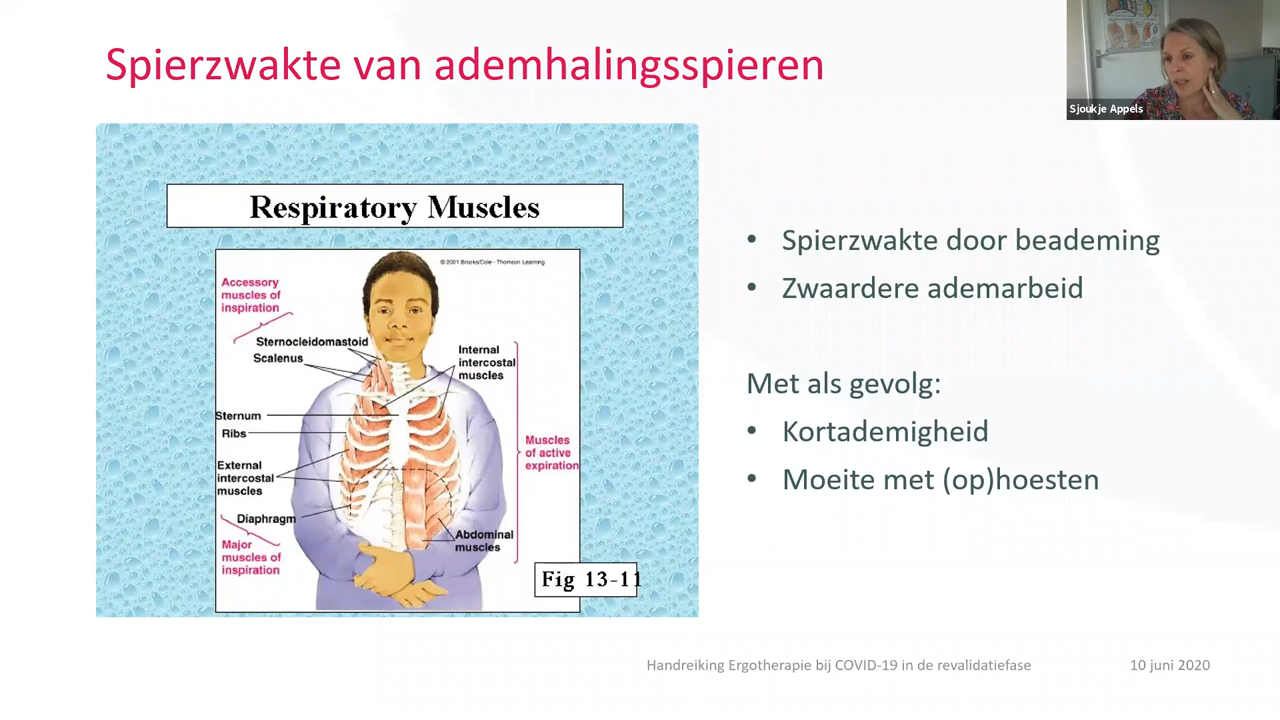 Spierzwakte van ademhalingsspieren
Sjoukje Appels
Respiratory Muscles
© 2001 Brooks/Cole - Thomson Learning
Accessory
muscles of
inspiration
Sternocleidomastoid
Scalenus
Sternum
Ribs
External
intercostal
muscles
Diaphragm
Major
muscles of
inspiration
Internal
intercostal
muscles
Muscles
of active
expiration
Abdominal
muscles
Fig 13-11
• Spierzwakte door beademing
• Zwaardere ademarbeid
Met als gevolg:
• Kortademigheid
• Moeite met (op)hoesten
Handreiking Ergotherapie bij COVID-19 in de revalidatiefase
10 juni 2020